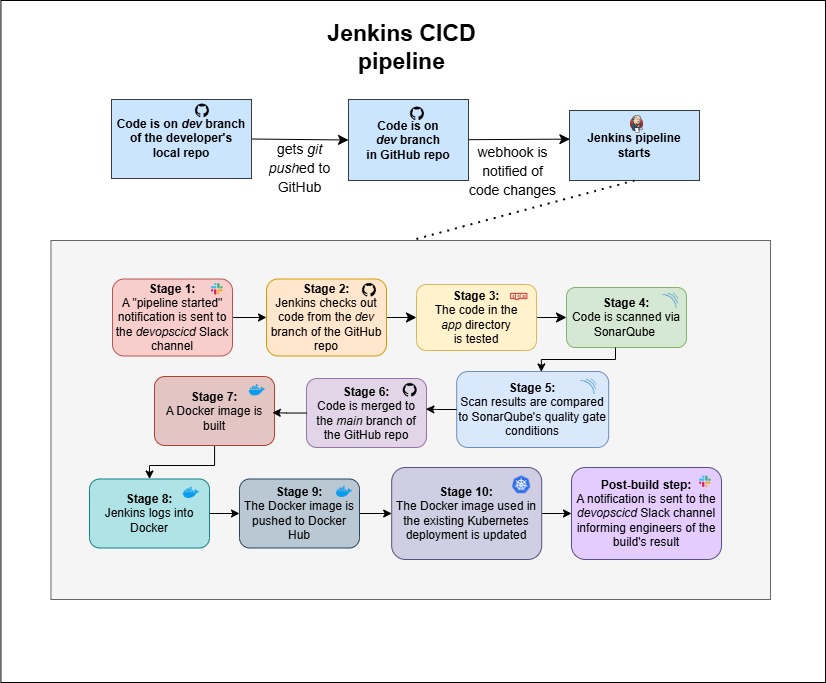 Jenkins CICD
pipeline
Code is on dev branch
of the developer's
local repo
gets git
pushed to
GitHub
Code is on
dev branch
in GitHub repo
webhook is
notified of
code changes
Jenkins pipeline
starts
Stage 1:
A "pipeline started"
notification is sent to
the devopscicd Slack
channel
Stage 2:
Jenkins checks out
code from the dev
branch of the GitHub
repo
Stage 3:
The code in the
app directory
is tested
Stage 4:
Code is scanned via
SonarQube
Stage 5:
Scan results are compared
to SonarQube's quality gate
conditions
Stage 6:
Code is merged to
the main branch of
the GitHub repo
Stage 7:
A Docker image is
built
Stage 8:
Jenkins logs into
Docker
Stage 9:
The Docker image is
pushed to Docker
Hub
Stage 10:
The Docker image used in
the existing Kubernetes
deployment is updated
Post-build step:
A notification is sent to the
devopscicd Slack channel
informing engineers of the
build's result